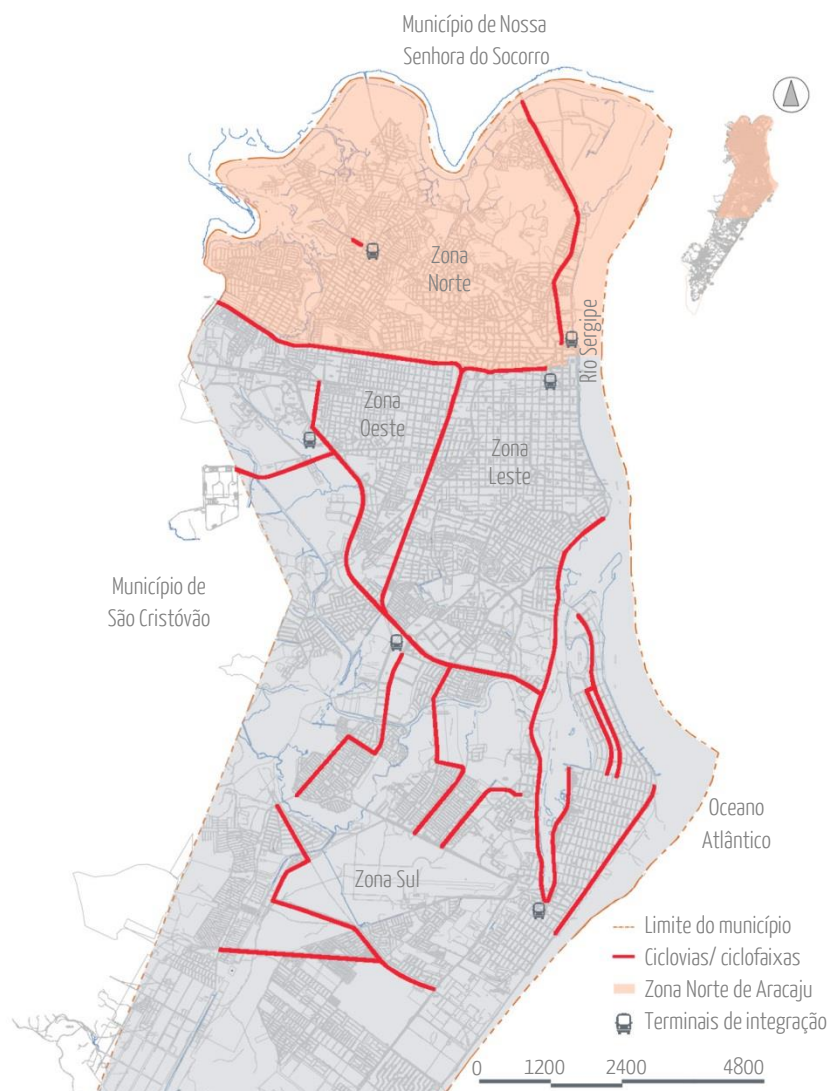 Município de Nossa
Senhora do Socorro
Zona
Norte
Rio Sergipe
Zona
Oeste
Zona
Leste
Município de
São Cristóvão
Oceano
Atlântico
Zona Sul
Limite do município
Ciclovias/ ciclofaixas
Zona Norte de Aracaju
Terminais de integração
0 1200 2400 4800